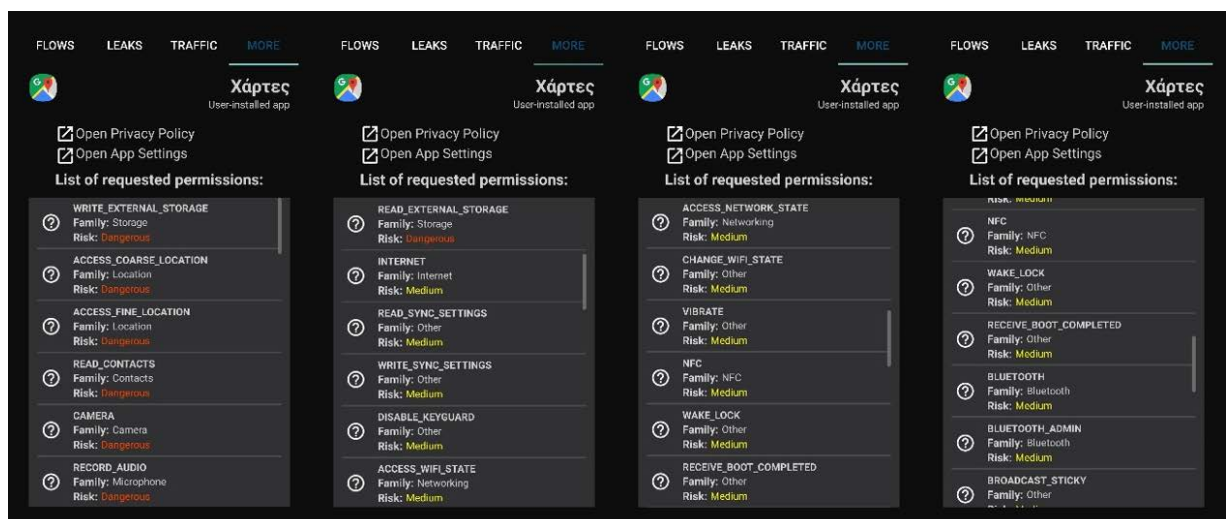 FLOWS LEAKS TRAFFIC MORE
Χάρτες
User-installed app
Open Privacy Policy
Open App Settings
List of requested permissions:
WRITE_EXTERNAL_STORAGE
Family: Storage
Risk: Dangerous
ACCESS_COARSE_LOCATION
Family: Location
Risk: Dangerous
ACCESS_FINE_LOCATION
Family: Location
Risk: Dangerous
READ_CONTACTS
Family: Contacts
Risk: Dangerous
CAMERA
Family: Camera
Risk: Dangerous
RECORD_AUDIO
Family: Microphone
Risk: Dangerous
FLOWS LEAKS TRAFFIC MORE
Χάρτες
User-installed app
Open Privacy Policy
Open App Settings
List of requested permissions:
READ_EXTERNAL_STORAGE
Family: Storage
Risk: Dangerous
INTERNET
Family: Internet
Risk: Medium
READ_SYNC_SETTINGS
Family: Other
Risk: Medium
WRITE_SYNC_SETTINGS
Family: Other
Risk: Medium
DISABLE_KEYGUARD
Family: Other
Risk: Medium
ACCESS_WIFI_STATE
Family: Networking
Risk: Medium
FLOWS LEAKS TRAFFIC MORE
Χάρτες
User-installed app
Open Privacy Policy
Open App Settings
List of requested permissions:
ACCESS_NETWORK_STATE
Family: Networking
Risk: Medium
CHANGE_WIFI_STATE
Family: Other
Risk: Medium
VIBRATE
Family: Other
Risk: Medium
NFC
Family: NFC
Risk: Medium
WAKE_LOCK
Family: Other
Risk: Medium
RECEIVE_BOOT_COMPLETED
Family: Other
Risk: Medium
FLOWS LEAKS TRAFFIC MORE
Χάρτες
User-installed app
Open Privacy Policy
Open App Settings
List of requested permissions:
Risk: Medium
NFC
Family: NFC
Risk: Medium
WAKE_LOCK
Family: Other
Risk: Medium
RECEIVE_BOOT_COMPLETED
Family: Other
Risk: Medium
BLUETOOTH
Family: Bluetooth
Risk: Medium
BLUETOOTH_ADMIN
Family: Bluetooth
Risk: Medium
BROADCAST_STICKY
Family: Other